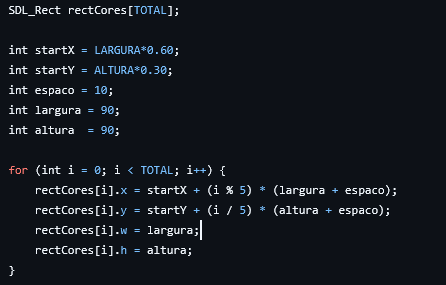 SDL_Rect rectCores[TOTAL];
int startX = LARGURA*0.60;
int startY = ALTURA*0.30;
int espaco = 10;
int largura = 90;
int altura  = 90;
for (int i = 0; i < TOTAL; i++) {
    rectCores[i].x = startX + (i % 5) * (largura + espaco);
    rectCores[i].y = startY + (i / 5) * (altura + espaco);
    rectCores[i].w = largura;
    rectCores[i].h = altura;
}